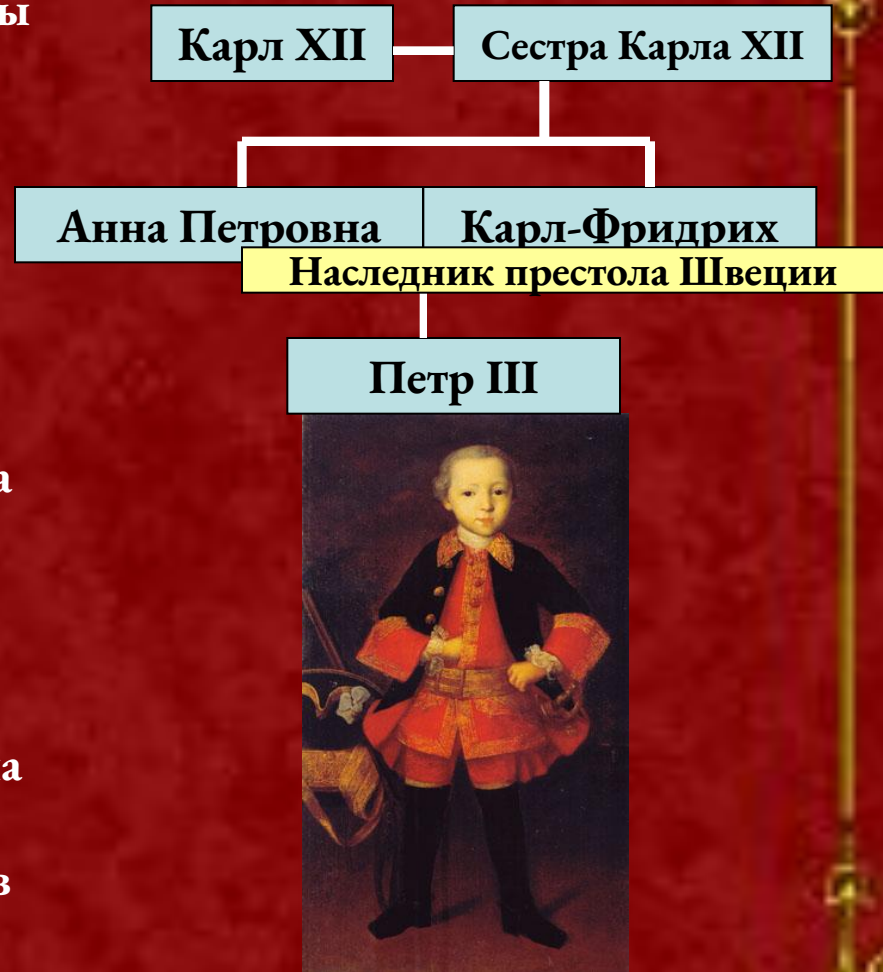 ы
Карл XII
Сестра Карла XII
Анна Петровна
Карл-Фридрих
Наследник престола Швеции
Петр III
а
а
в